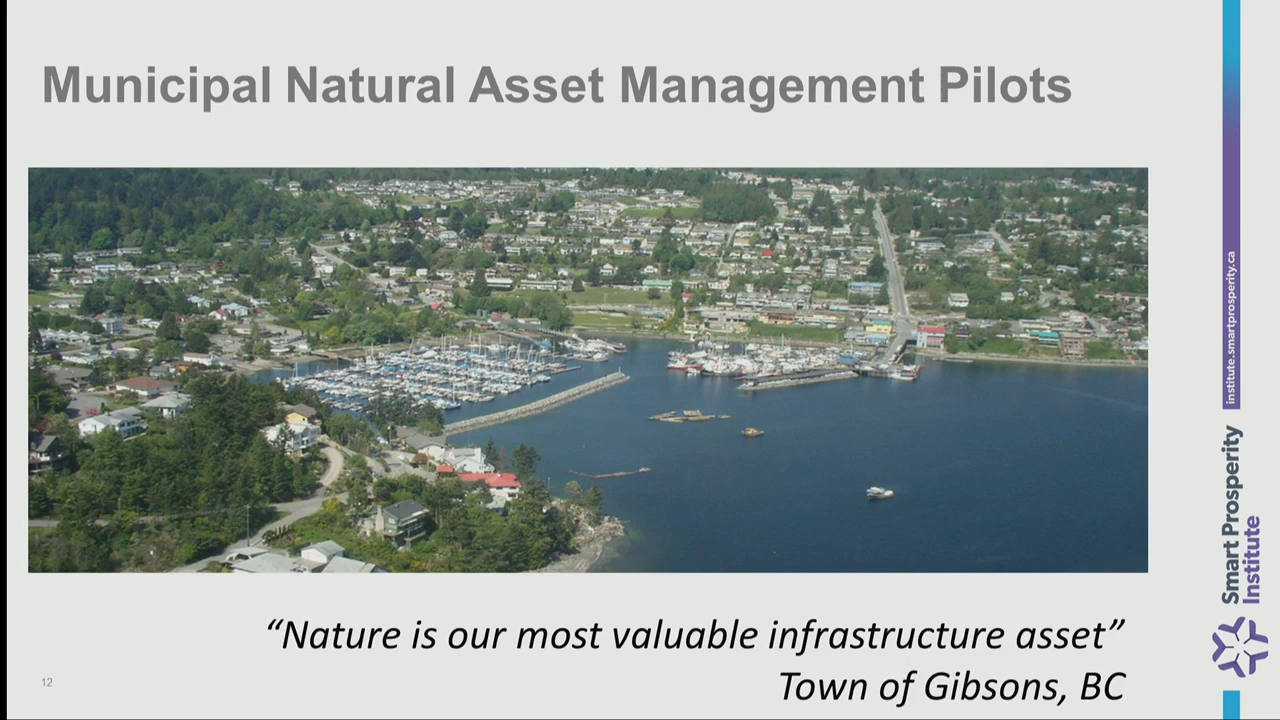 Municipal Natural Asset Management Pilots
institute.smartprosperity.ca
Smart Prosperity
Institute
“Nature is our most valuable infrastructure asset”
Town of Gibsons, BC
12